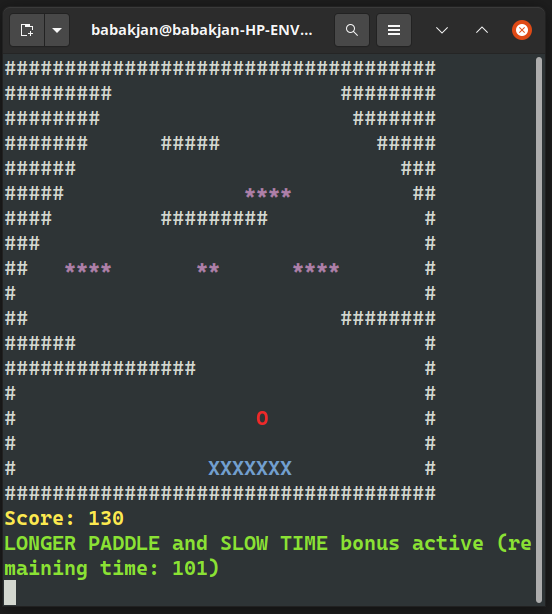 babakjan@babakjan-HP-ENV...
####################################
#########                   ########
########                     #######
#######      #####             #####
######                           ###
#####               ****          ##
####         #########             #
###                                #
##   ****       **      ****       #
#                                  #
##                          ########
######                             #
################                   #
#                                  #
#                    O             #
#                                  #
#                XXXXXXX           #
####################################
Score: 130
LONGER PADDLE and SLOW TIME bonus active (re
maining time: 101)